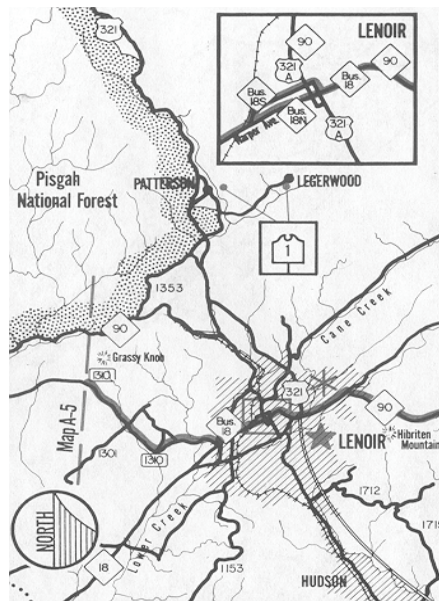 321
LENOIR
90
321
A
Bus.
18
90
Bus.
18S
Bus.
18N
Harper Ave.
321
A
Pisgah
National Forest
PATTERSON
LEGERWOOD
1
1353
Cane Creek
90
Grassy Knob
1310
321
Bus.
18
90
LENOIR
Hibriten
Mountain
Map A-5
1301
1310
1712
NORTH
Lower Creek
18
1153
HUDSON